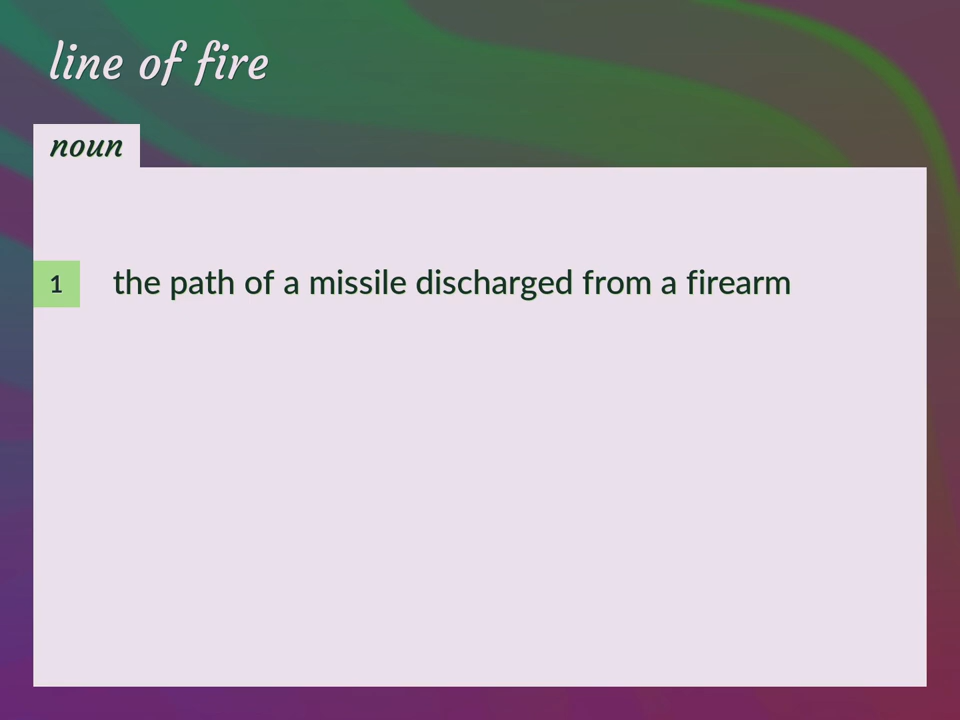 line of fire
noun
1 the path of a missile discharged from a firearm